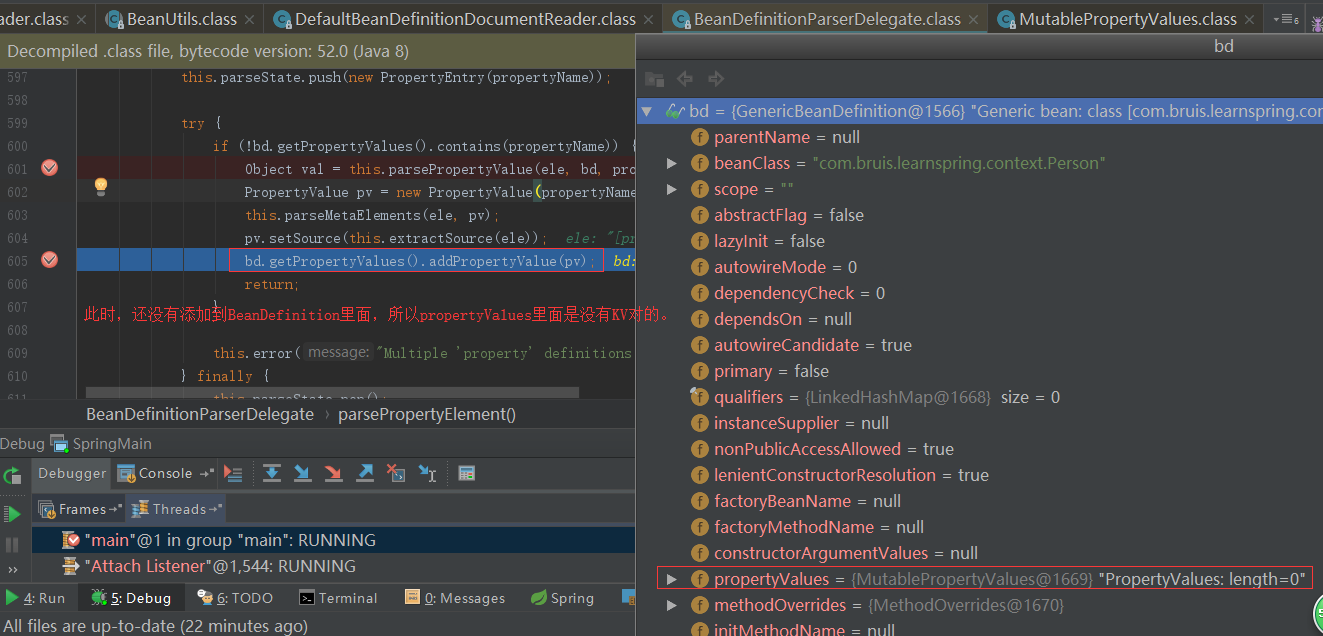 ader.class
BeanUtils.class
DefaultBeanDefinitionDocumentReader.class
BeanDefinitionParserDelegate.class
MutablePropertyValues.class
6
Decompiled .class file, bytecode version: 52.0 (Java 8)
597 this.parseState.push(new PropertyEntry(propertyName));
598
599 try {
600 if (!bd.getPropertyValues().contains(propertyName)) {
601 Object val = this.parsePropertyValue(ele, bd, pro
602 PropertyValue pv = new PropertyValue(propertyName
603 this.parseMetaElements(ele, pv);
604 pv.setSource(this.extractSource(ele)); ele: "[pr
605 bd.getPropertyValues().addPropertyValue(pv); bd:
606 return;
607 }
此时，还没有添加到BeanDefinition里面，所以propertyValues里面是没有KV对的。
608
609 this.error( message: "Multiple 'property' definitions
610 } finally {
611 this.parseState.pop();
BeanDefinitionParserDelegate › parsePropertyElement()
Debug SpringMain
Debugger Console
Frames Threads
"main"@1 in group "main": RUNNING
"Attach Listener"@1,544: RUNNING
4: Run 5: Debug 6: TODO Terminal 0: Messages Spring
All files are up-to-date (22 minutes ago)
bd
bd = {GenericBeanDefinition@1566} "Generic bean: class [com.bruis.learnspring.co
parentName = null
beanClass = "com.bruis.learnspring.context.Person"
scope = ""
abstractFlag = false
lazyInit = false
autowireMode = 0
dependencyCheck = 0
dependsOn = null
autowireCandidate = true
primary = false
qualifiers = {LinkedHashMap@1668} size = 0
instanceSupplier = null
nonPublicAccessAllowed = true
lenientConstructorResolution = true
factoryBeanName = null
factoryMethodName = null
constructorArgumentValues = null
propertyValues = {MutablePropertyValues@1669} "PropertyValues: length=0"
methodOverrides = {MethodOverrides@1670}
initMethodName = null